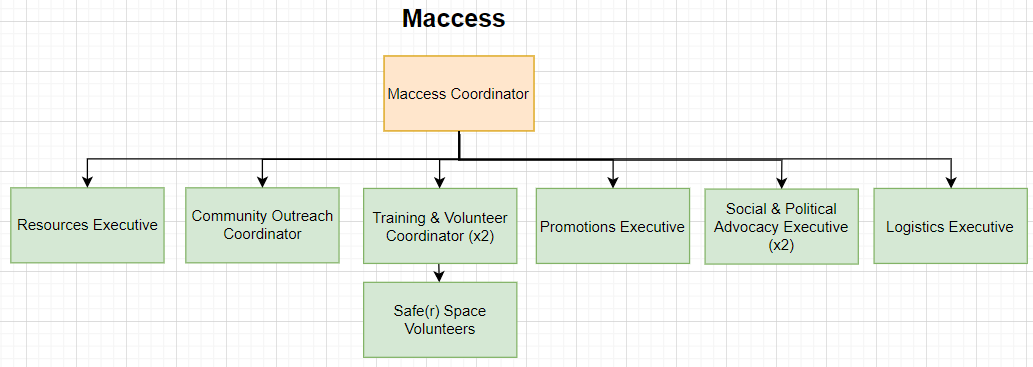 Maccess
Maccess Coordinator
Resources Executive
Community Outreach
Coordinator
Training & Volunteer
Coordinator (x2)
Promotions Executive
Social & Political
Advocacy Executive
(x2)
Logistics Executive
Safe(r) Space
Volunteers